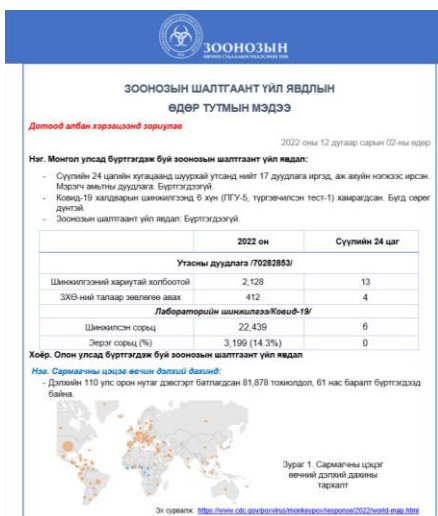 ЗООНОЗЫН
ЗООНОЗЫН ШАЛТГААНТ ҮЙЛ ЯВДЛЫН
ӨДӨР ТУТМЫН МЭДЭЭ
Дотоод албан хэрэгцээнд зориулав
2022 оны 12 дугаар сарын 02-ны өдөр
Нэг. Монгол улсад бүртгэгдэж буй зоонозын шалтгаант үйл явдал:
- Сүүлийн 24 цагийн хугацаанд шуурхай утсанд нийт 17 дуудлага иргэд, аж ахуйн нэгжээс ирсэн.
Мэрэгч амьтны дуудлага: Бүртгэгдээгүй.
- Ковид-19 халдварын шинжилгээнд 6 хүн (ПГУ-5, түргэвчилсэн тест-1) хамрагдсан. Бүгд сөрөг
дүнтэй.
- Зоонозын шалтгаант үйл явдал: Бүртгэгдээгүй.
2022 он Сүүлийн 24 цаг
Утасны дуудлага /70282853/
Шинжилгээний хариутай холбоотой 2,128 13
ЗХӨ-ний талаар зөвлөгөө авах 412 4
Лабораторийн шинжилгээ/Ковид-19/
Шинжилсэн сорьц 22,439 6
Эерэг сорьц (%) 3,199 (14.3%) 0
Хоёр. Олон улсад бүртгэгдэж буй зоонозын шалтгаант үйл явдал
Нэг. Сармагчны цэцэг өвчин дэлхий дахинд:
- Дэлхийн 110 улс орон нутаг дэвсгэрт батлагдсан 81,878 тохиолдол, 61 нас баралт бүртгэгдээд
байна.
Зураг 1. Сармагчны цэцэг
өвчний дэлхий дахины
тархалт
Эх сурвалж: https://www.cdc.gov/poxvirus/monkeypox/response/2022/world-map.html